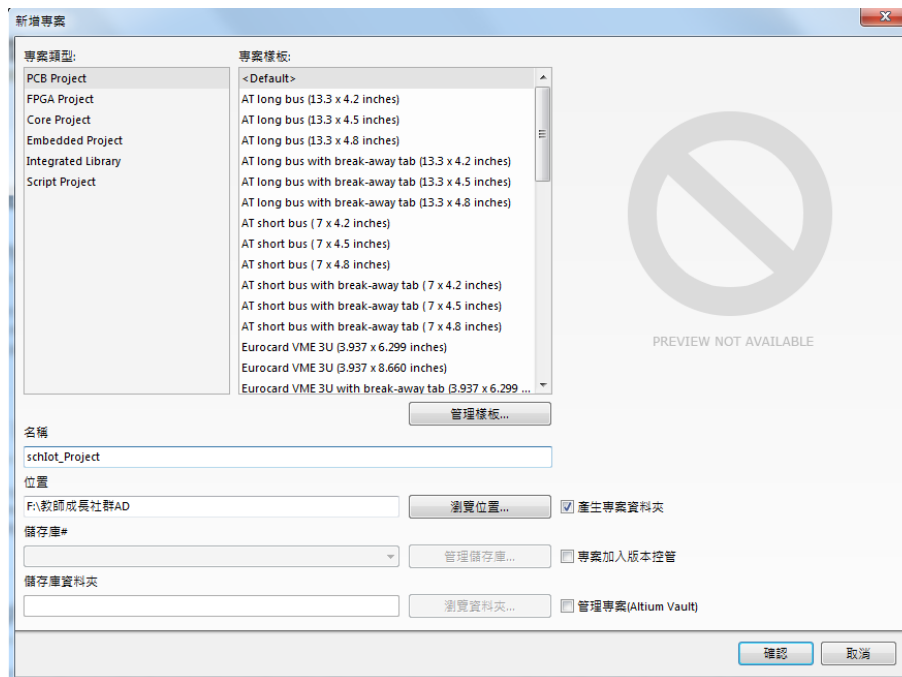 新增專案
專案類型:
PCB Project
FPGA Project
Core Project
Embedded Project
Integrated Library
Script Project
專案樣板:
<Default>
AT long bus (13.3 x 4.2 inches)
AT long bus (13.3 x 4.5 inches)
AT long bus (13.3 x 4.8 inches)
AT long bus with break-away tab (13.3 x 4.2 inches)
AT long bus with break-away tab (13.3 x 4.5 inches)
AT long bus with break-away tab (13.3 x 4.8 inches)
AT short bus ( 7 x 4.2 inches)
AT short bus ( 7 x 4.5 inches)
AT short bus ( 7 x 4.8 inches)
AT short bus with break-away tab ( 7 x 4.2 inches)
AT short bus with break-away tab ( 7 x 4.5 inches)
AT short bus with break-away tab ( 7 x 4.8 inches)
Eurocard VME 3U (3.937 x 6.299 inches)
Eurocard VME 3U (3.937 x 8.660 inches)
Eurocard VME 3U with break-away tab (3.937 x 6.299 ...
PREVIEW NOT AVAILABLE
管理樣板...
名稱
schIot_Project
位置
F:\教師成長社群AD
瀏覽位置...
產生專案資料夾
儲存庫#
管理儲存庫...
專案加入版本控管
儲存庫資料夾
瀏覽資料夾...
管理專案(Altium Vault)
確認
取消